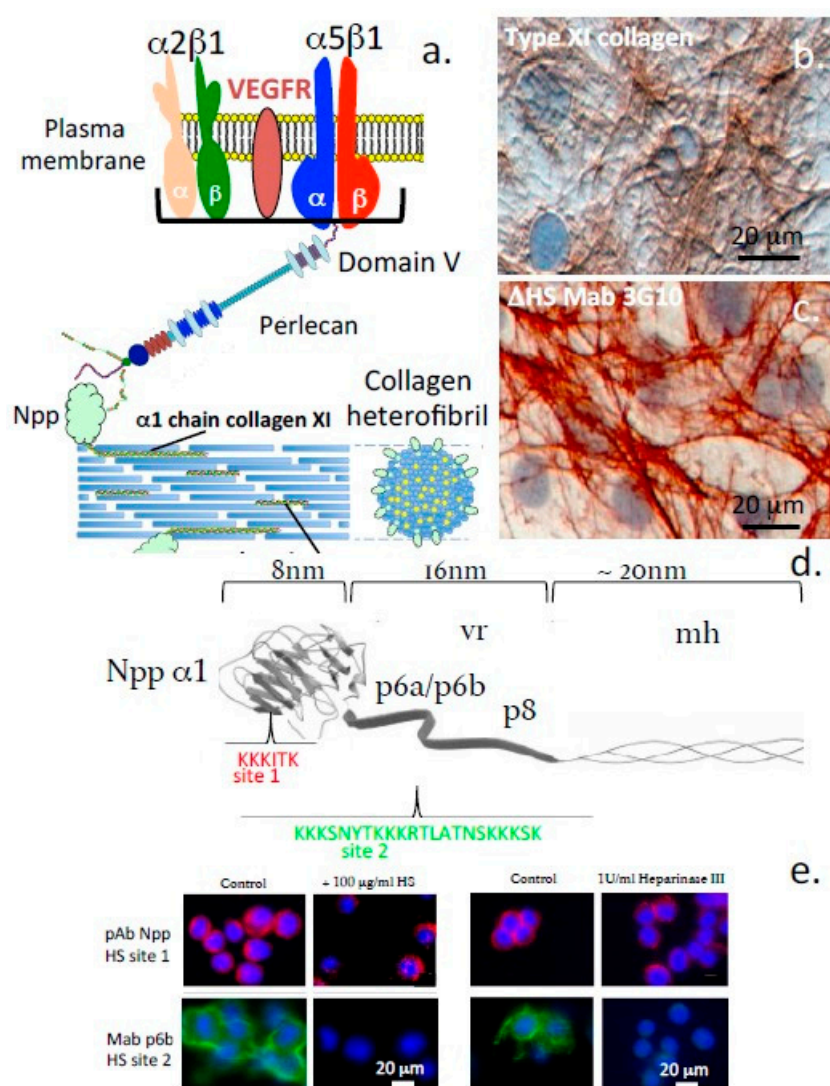 α2β1
α5β1
a.
VEGFR
Plasma
membrane
α
β
α
β
Domain V
Perlecan
Npp
α1 chain collagen XI
Collagen
heterofibril
Type XI collagen
b.
20 μm
ΔHS Mab 3G10
c.
20 μm
d.
8nm
16nm
~ 20nm
vr
mh
Npp α1
p6a/p6b
p8
KKKITK
site 1
KKKSNYTKKKRTLATNSKKKSK
site 2
e.
Control
+ 100 μg/ml HS
Control
1U/ml Heparinase III
pAb Npp
HS site 1
Mab p6b
HS site 2
20 μm
20 μm